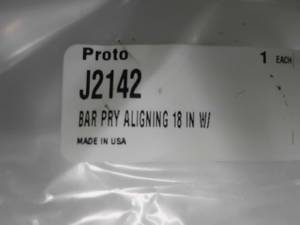 Proto 1 EACH
J2142
BAR PRY ALIGNING 18 IN W/
MADE IN USA